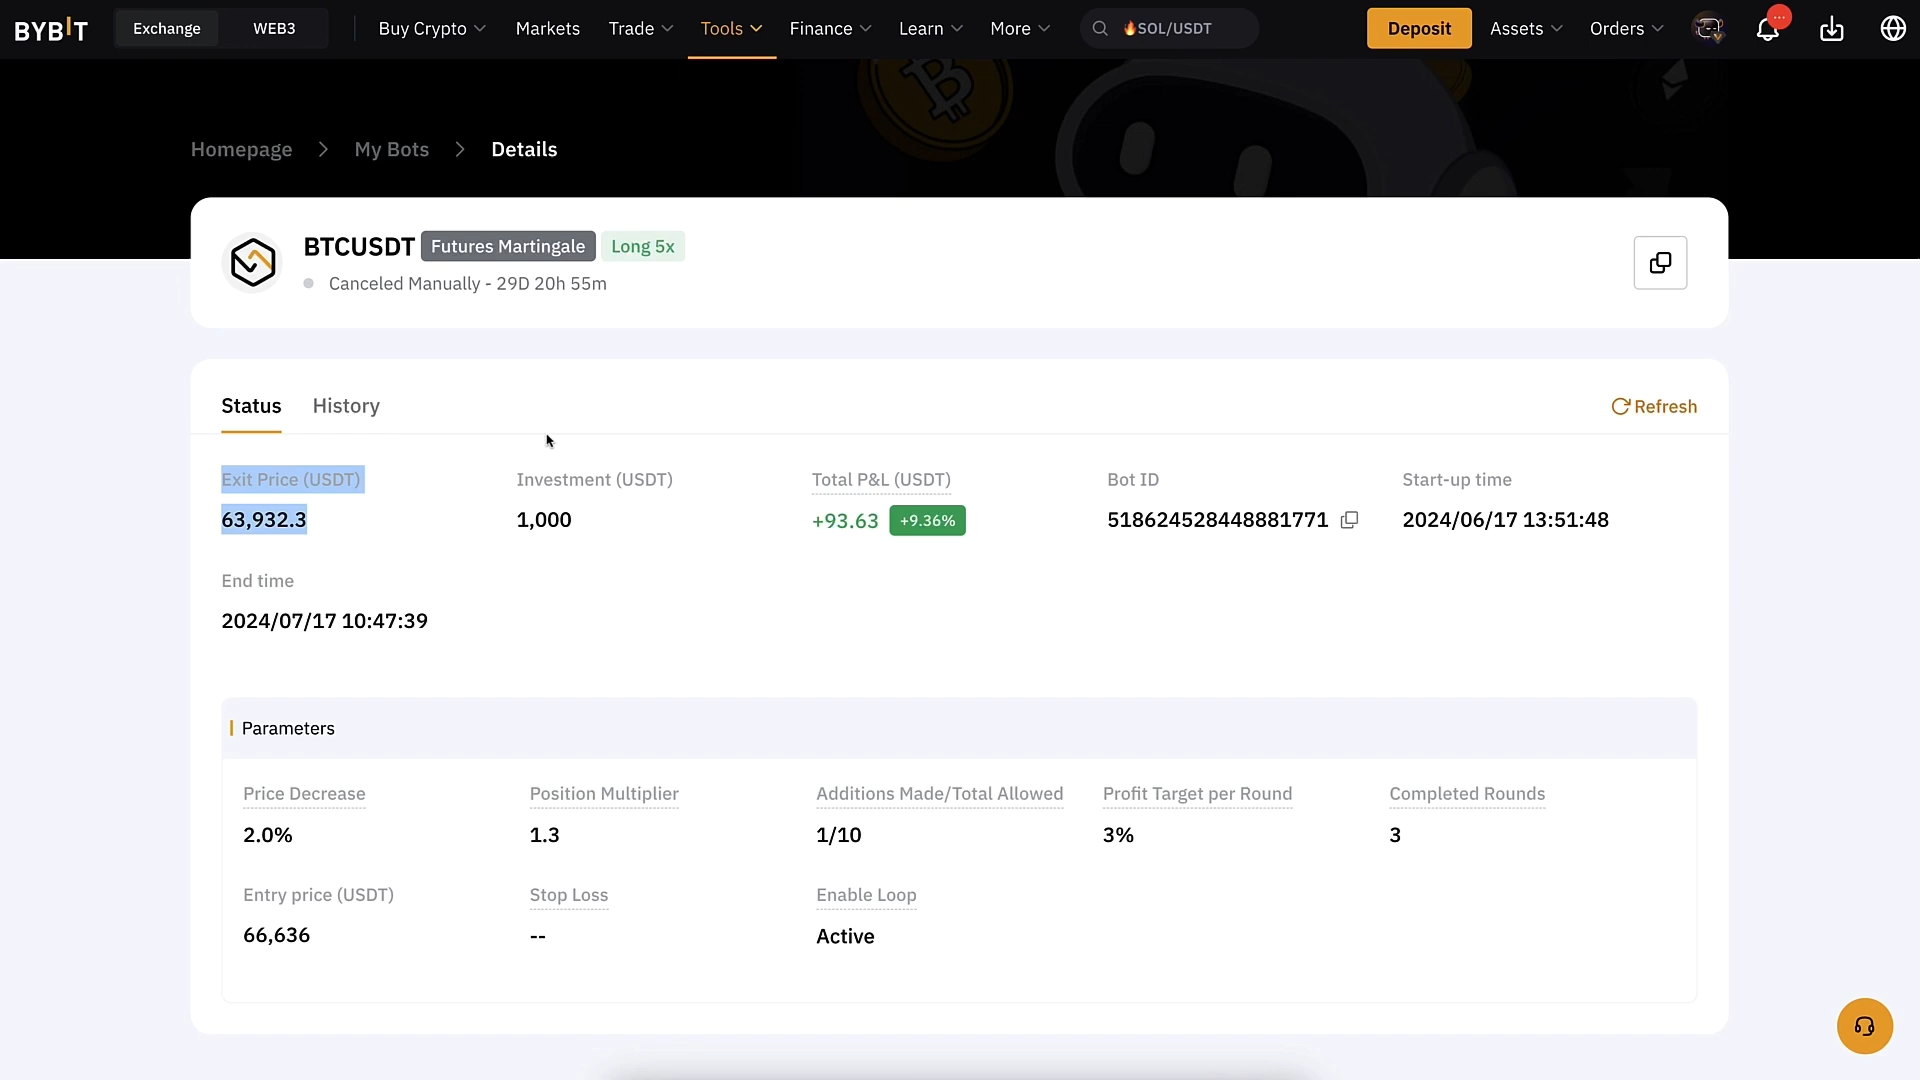 BYBIT Exchange WEB3 Buy Crypto Markets Trade Tools Finance Learn More 🔥SOL/USDT Deposit Assets Orders
Homepage > My Bots > Details
BTCUSDT Futures Martingale Long 5x
Canceled Manually - 29D 20h 55m
Status History Refresh
Exit Price (USDT) Investment (USDT) Total P&L (USDT) Bot ID Start-up time
63,932.3 1,000 +93.63 +9.36% 518624528448881771 2024/06/17 13:51:48
End time
2024/07/17 10:47:39
Parameters
Price Decrease Position Multiplier Additions Made/Total Allowed Profit Target per Round Completed Rounds
2.0% 1.3 1/10 3% 3
Entry price (USDT) Stop Loss Enable Loop
66,636 -- Active